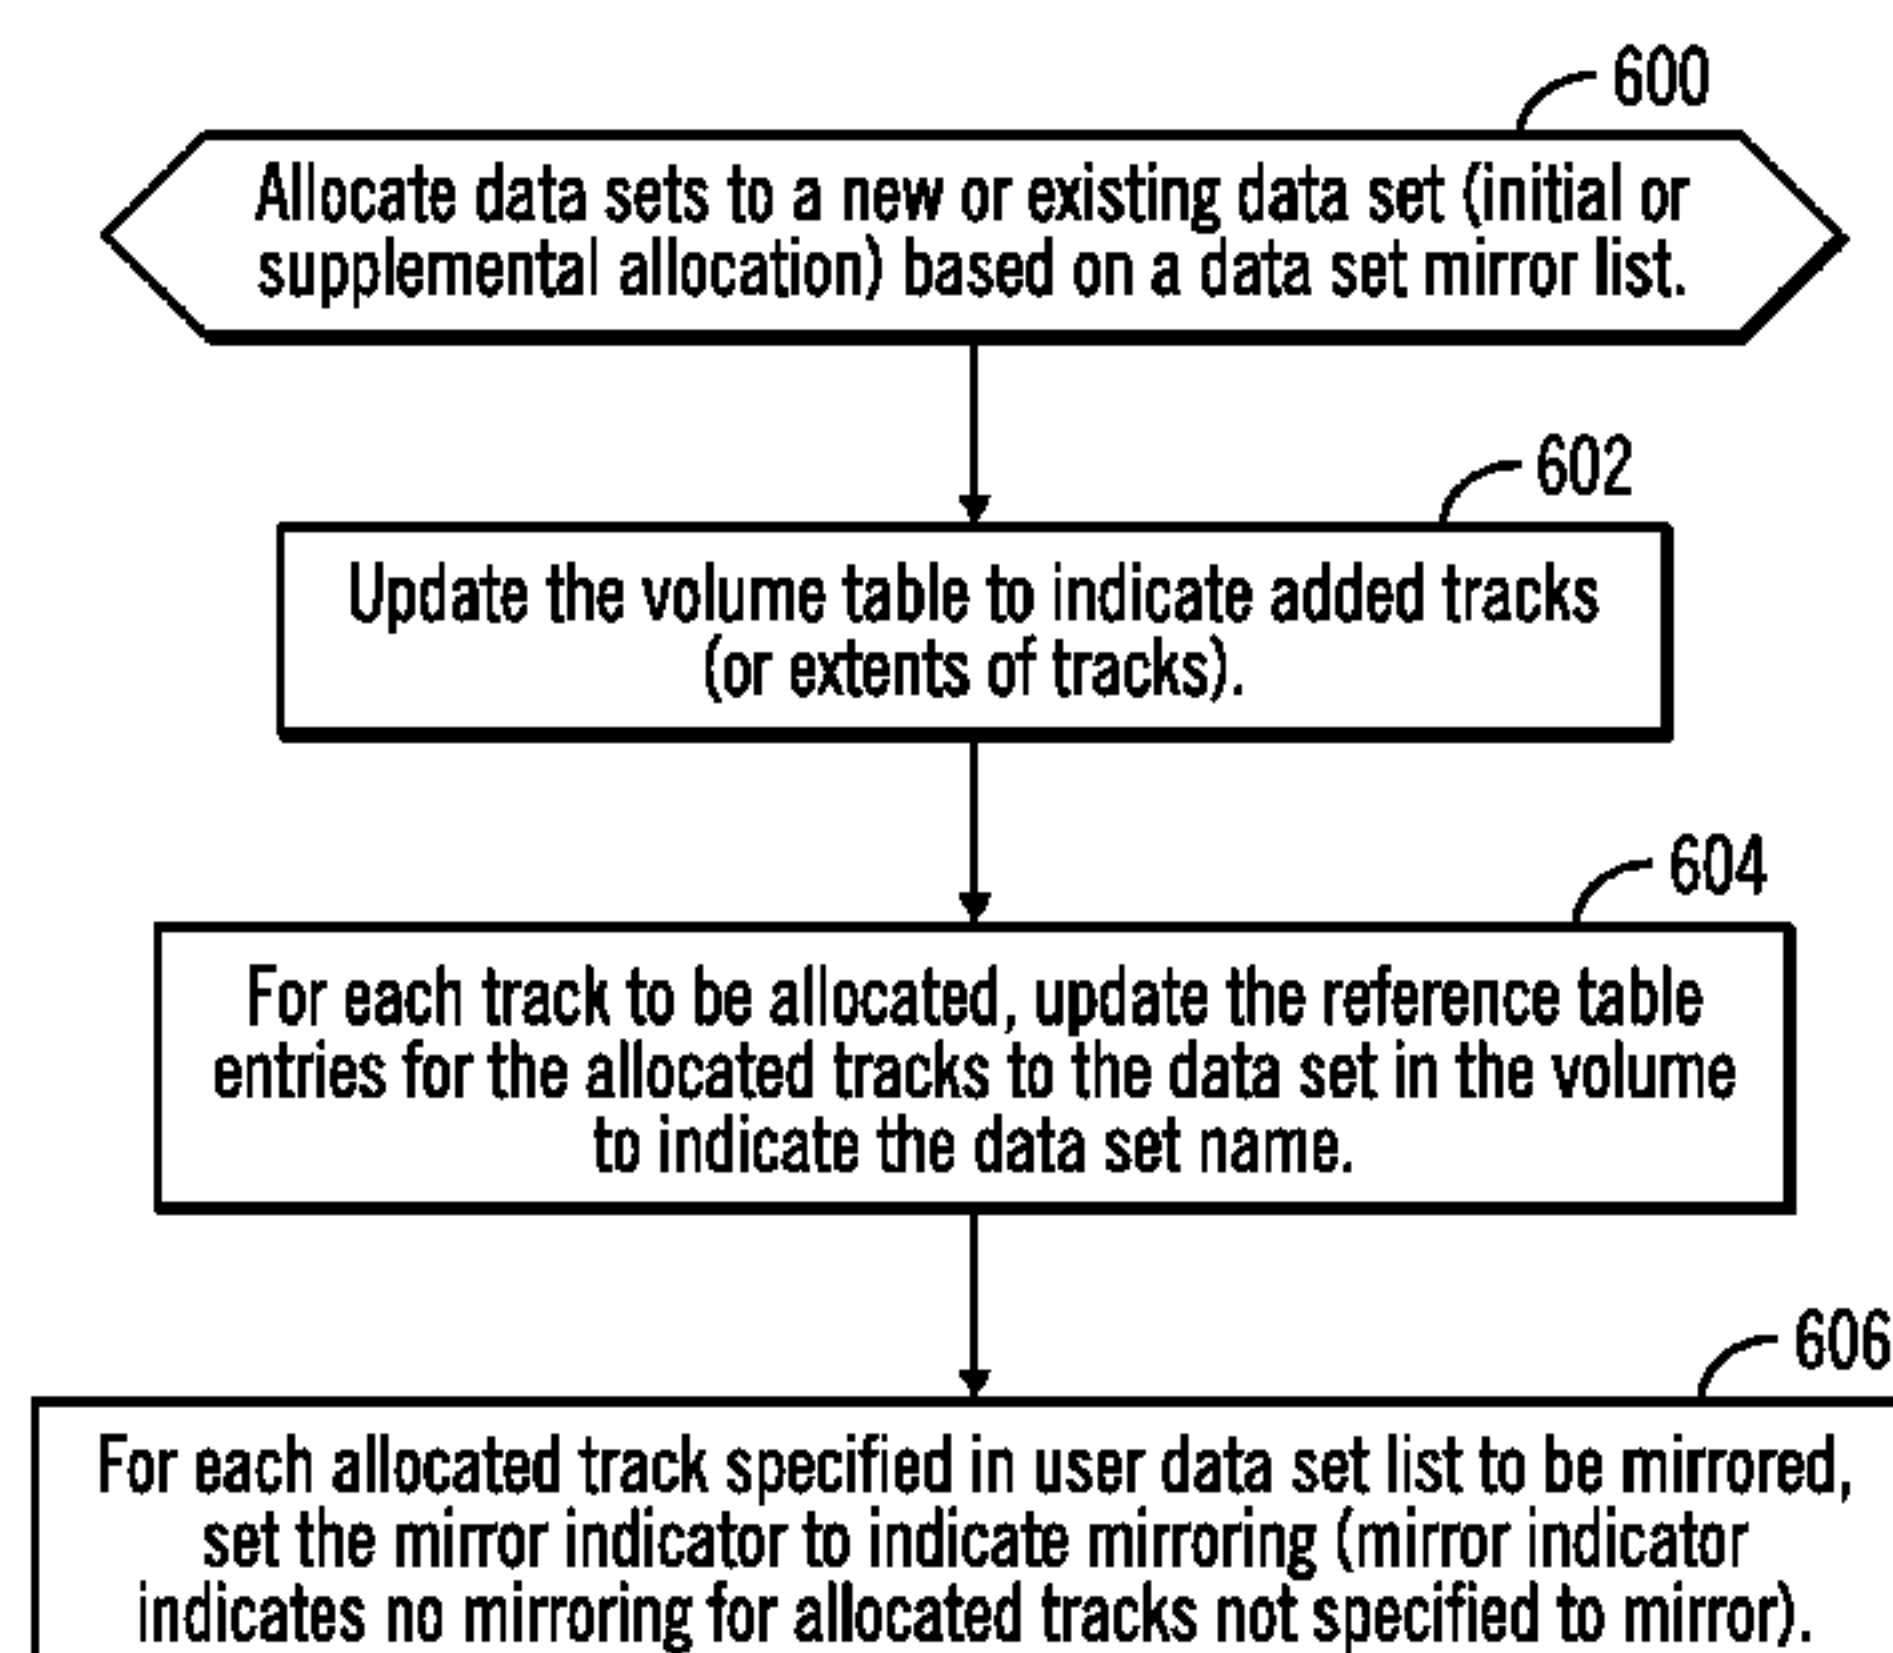 600
Allocate data sets to a new or existing data set (initial or
supplemental allocation) based on a data set mirror list.
602
Update the volume table to indicate added tracks
(or extents of tracks).
604
For each track to be allocated, update the reference table
entries for the allocated tracks to the data set in the volume
to indicate the data set name.
606
For each allocated track specified in user data set list to be mirrored,
set the mirror indicator to indicate mirroring (mirror indicator
indicates no mirroring for allocated tracks not specified to mirror).